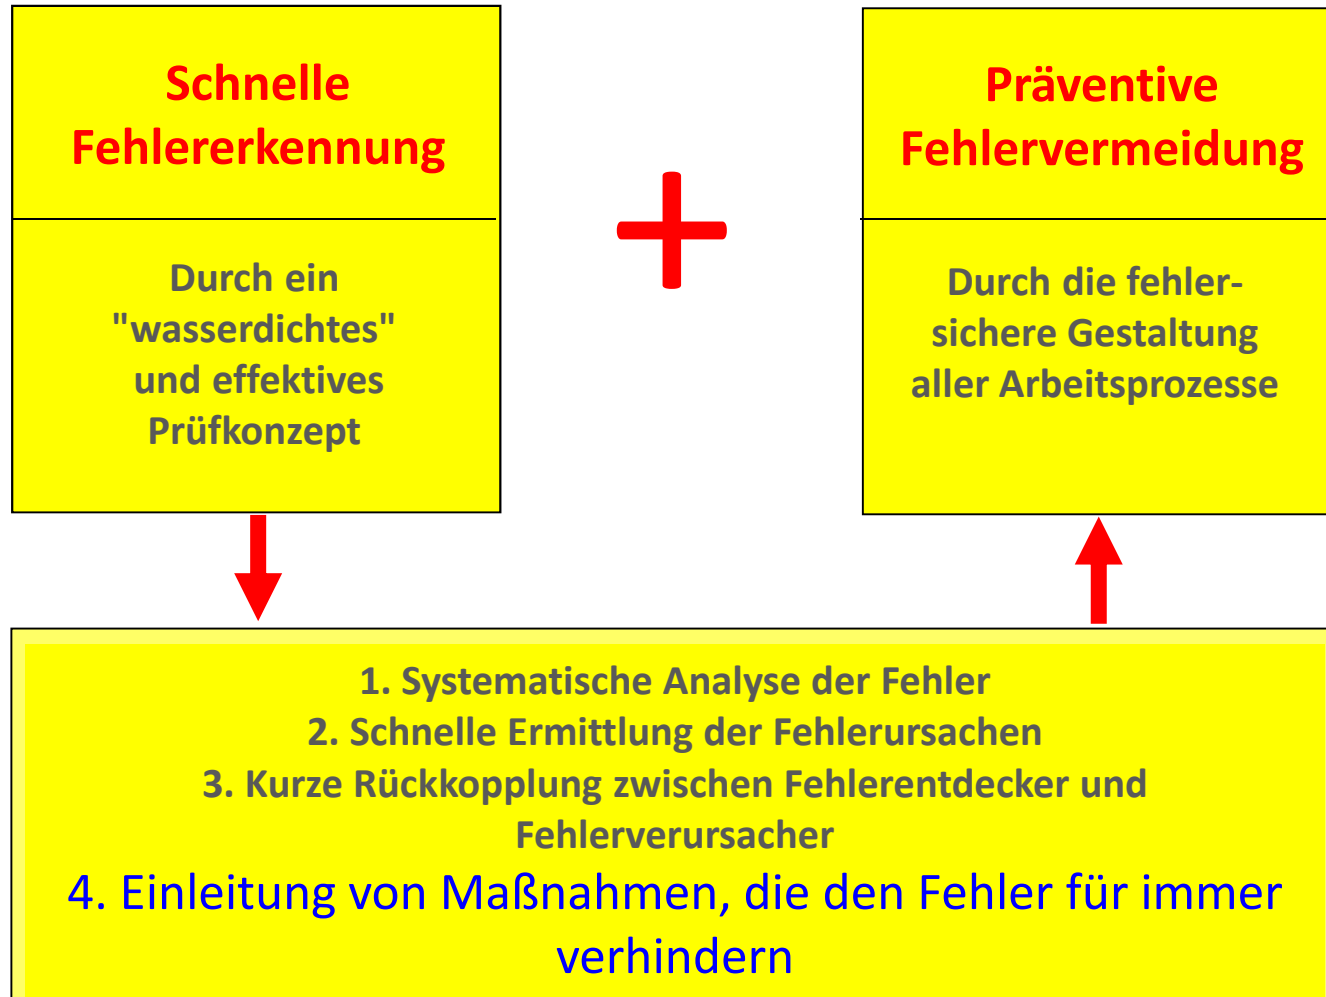 Schnelle
Fehlererkennung
Durch ein
"wasserdichtes"
und effektives
Prüfkonzept
+
Präventive
Fehlervermeidung
Durch die fehler-
sichere Gestaltung
aller Arbeitsprozesse
1. Systematische Analyse der Fehler
2. Schnelle Ermittlung der Fehlerursachen
3. Kurze Rückkopplung zwischen Fehlerentdecker und
Fehlerverursacher
4. Einleitung von Maßnahmen, die den Fehler für immer
verhindern